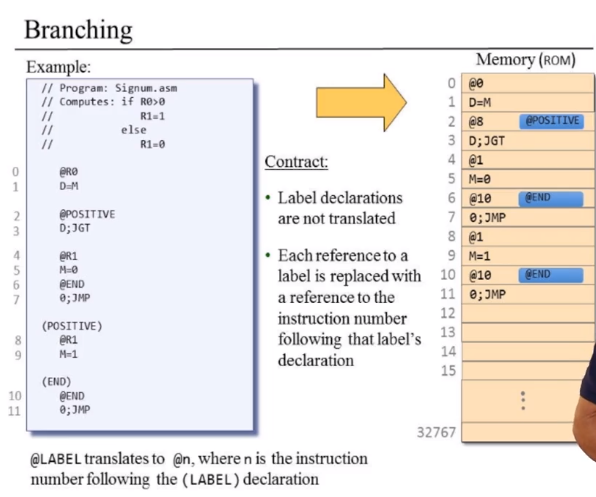 Branching
Example:
// Program: Signum.asm
// Computes: if R0>0
// R1=1
// else
// R1=0
0 @R0
1 D=M
2 @POSITIVE
3 D;JGT
4 @R1
5 M=0
6 @END
7 0;JMP
(POSITIVE)
8 @R1
9 M=1
(END)
10 @END
11 0;JMP
@LABEL translates to @n, where n is the instruction
number following the (LABEL) declaration
Contract:
• Label declarations
are not translated
• Each reference to a
label is replaced with
a reference to the
instruction number
following that label's
declaration
Memory (ROM)
0 @0
1 D=M
2 @8 @POSITIVE
3 D;JGT
4 @1
5 M=0
6 @10 @END
7 0;JMP
8 @1
9 M=1
10 @10 @END
11 0;JMP
12
13
14
15
32767